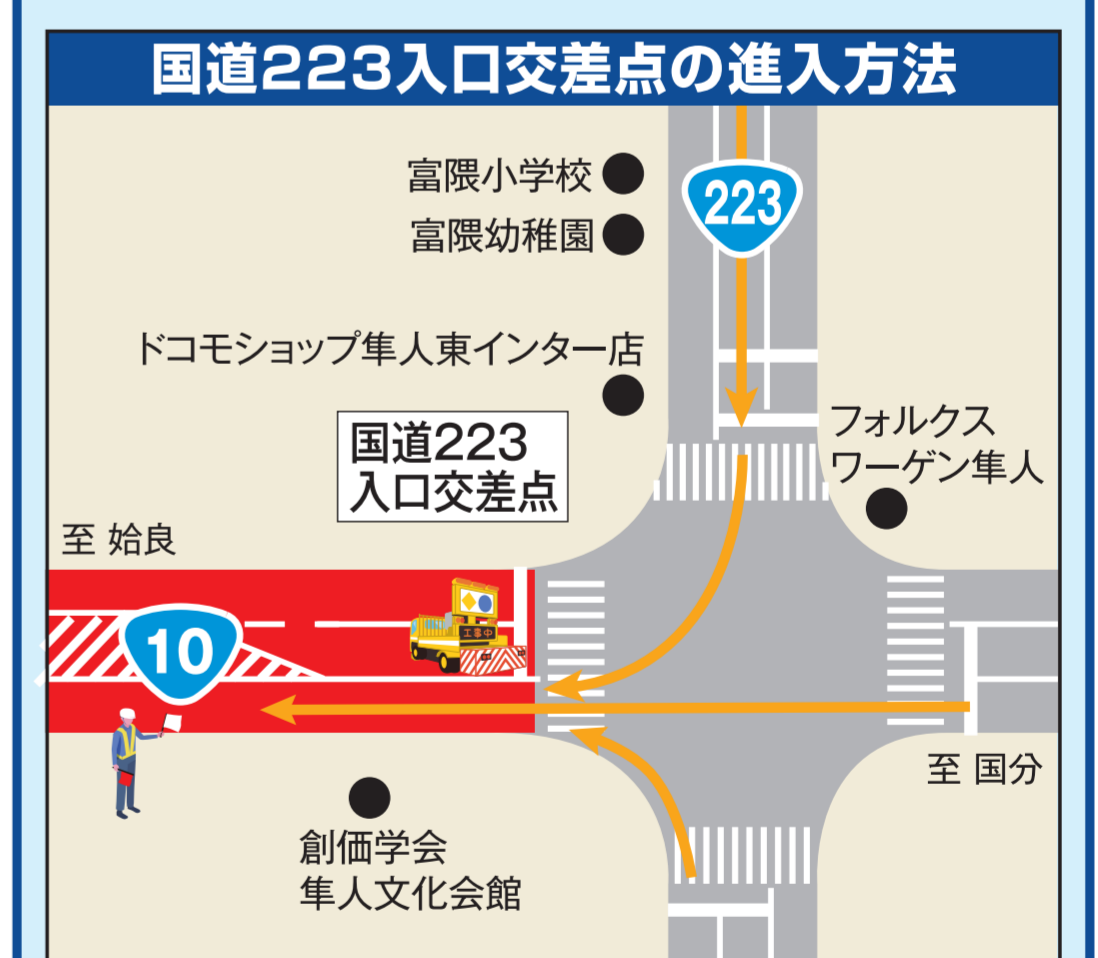 国道223入口交差点の進入方法
富隈小学校
223
富隈幼稚園
ドコモショップ隼人東インター店
フォルクス
ワーゲン隼人
国道223
入口交差点
至 姶良
10
工事中
至 国分
創価学会
隼人文化会館